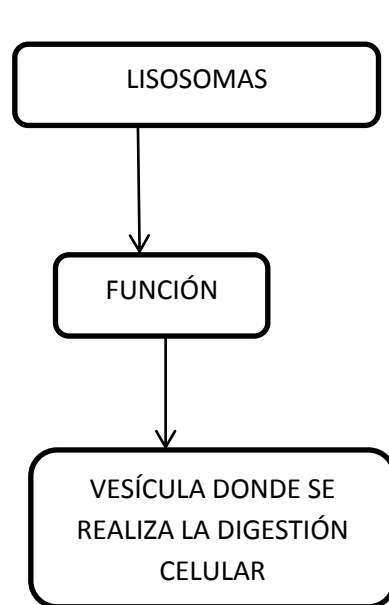 LISOSOMAS
FUNCIÓN
VESÍCULA DONDE SE
REALIZA LA DIGESTIÓN
CELULAR